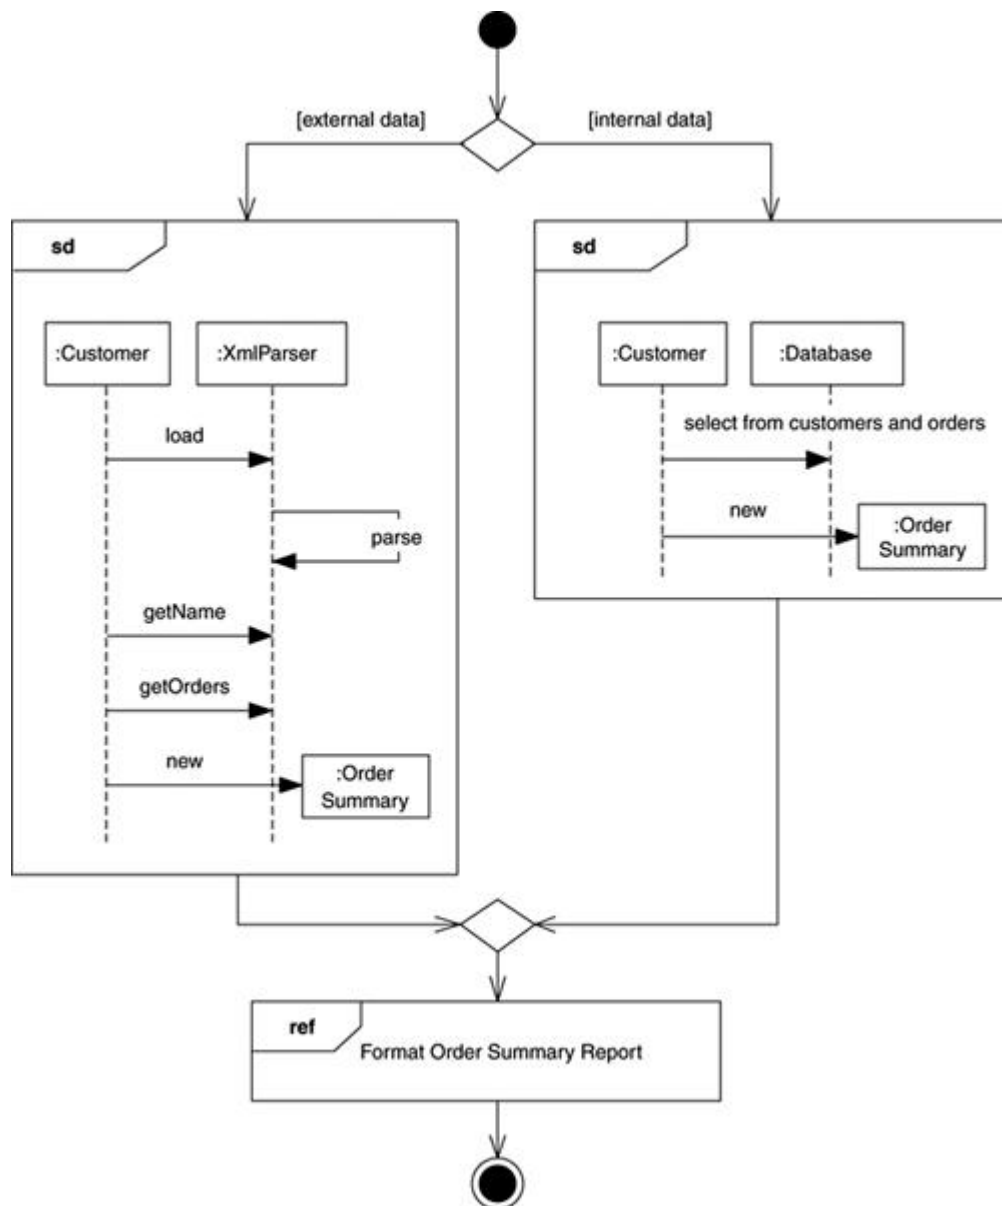 [external data]
[internal data]
sd
:Customer
:XmlParser
load
parse
getName
getOrders
new
:Order
Summary
sd
:Customer
:Database
select from customers and orders
new
:Order
Summary
ref
Format Order Summary Report